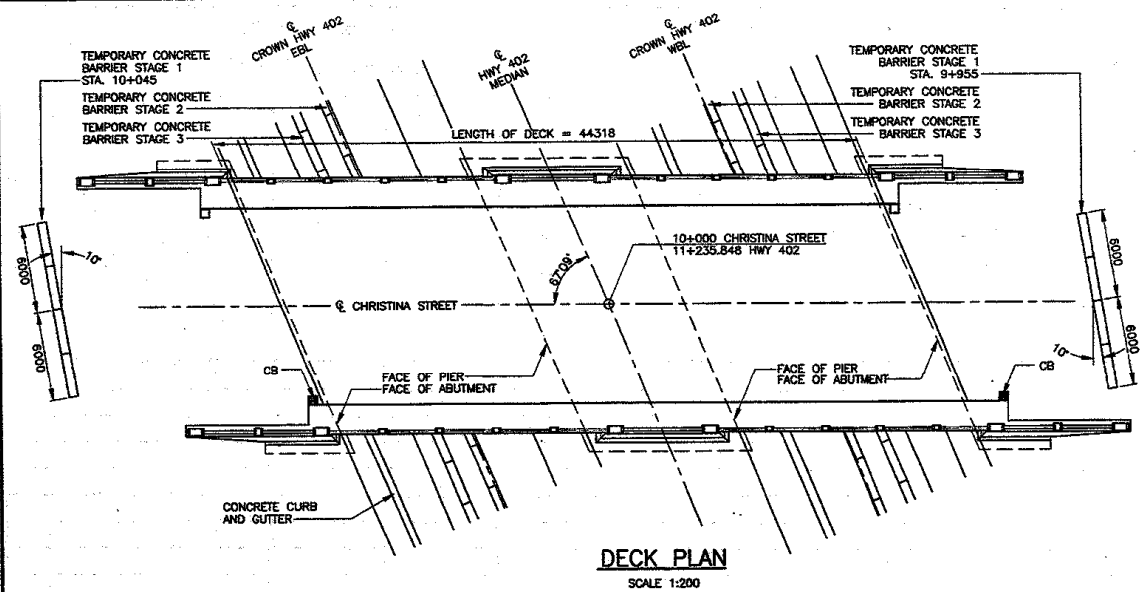 ℄
CROWN HWY 402
EBL
℄
HWY 402
MEDIAN
℄
CROWN HWY 402
WBL
TEMPORARY CONCRETE
BARRIER STAGE 1
STA. 10+045
TEMPORARY CONCRETE
BARRIER STAGE 2
TEMPORARY CONCRETE
BARRIER STAGE 3
TEMPORARY CONCRETE
BARRIER STAGE 1
STA. 9+955
TEMPORARY CONCRETE
BARRIER STAGE 2
TEMPORARY CONCRETE
BARRIER STAGE 3
LENGTH OF DECK = 44318
6000
10°
6000
67°09'
10+000 CHRISTINA STREET
11+235.848 HWY 402
℄ CHRISTINA STREET
6000
10°
6000
CB
FACE OF PIER
FACE OF ABUTMENT
FACE OF PIER
FACE OF ABUTMENT
CB
CONCRETE CURB
AND GUTTER
DECK PLAN
SCALE 1:200